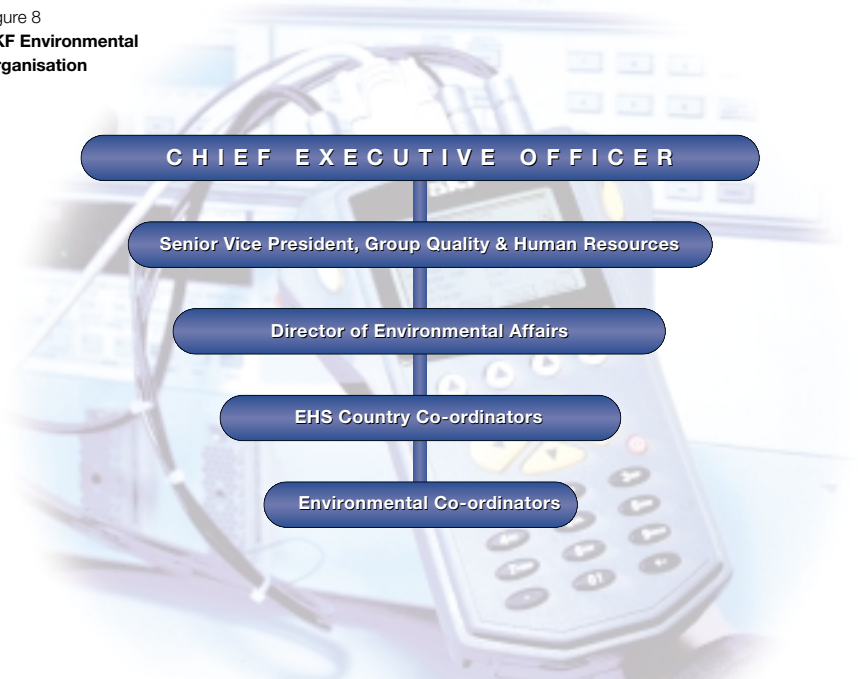 gure 8
KF Environmental
rganisation
CHIEF EXECUTIVE OFFICER
Senior Vice President, Group Quality & Human Resources
Director of Environmental Affairs
EHS Country Co-ordinators
Environmental Co-ordinators